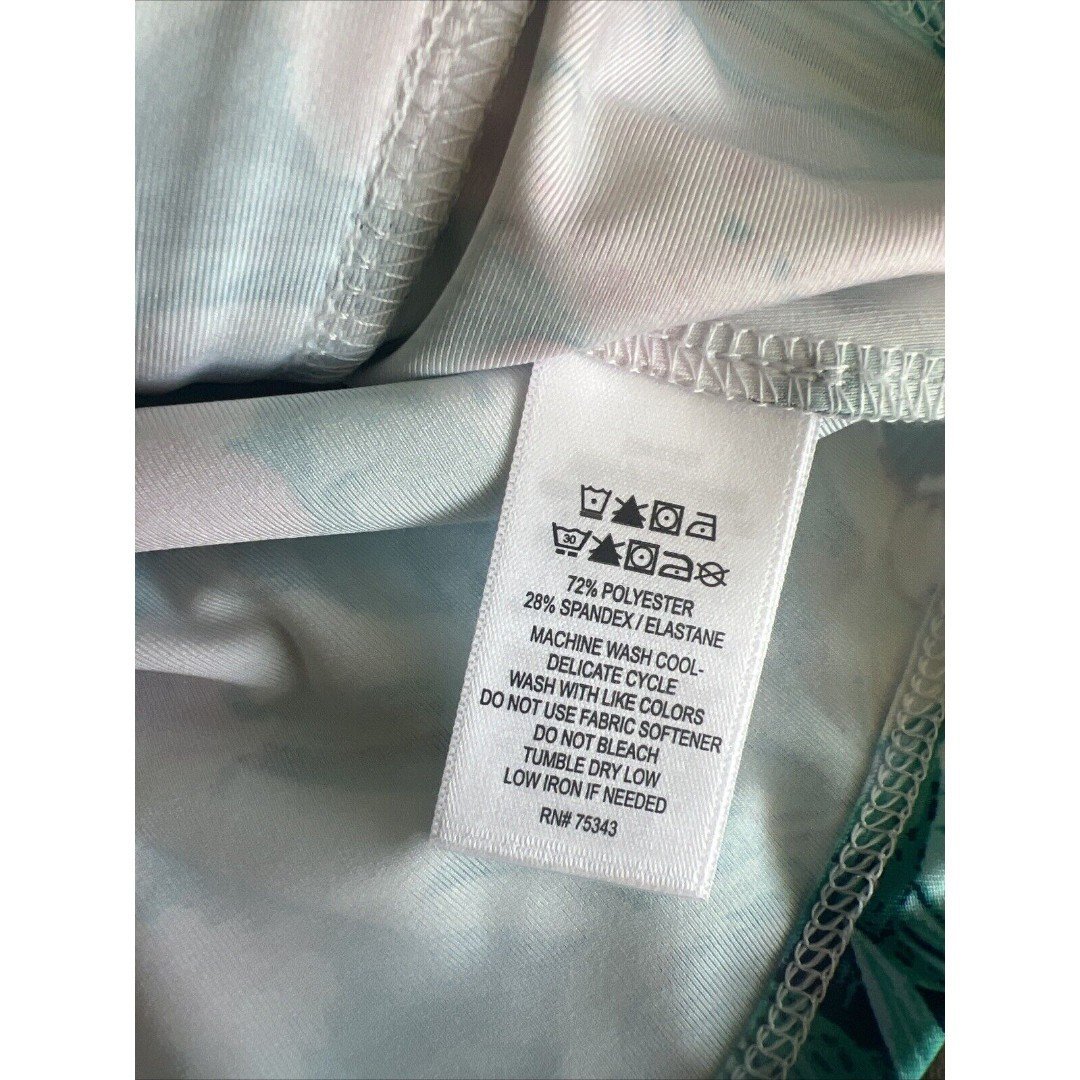 30
72% POLYESTER
28% SPANDEX / ELASTANE
MACHINE WASH COOL-
DELICATE CYCLE
WASH WITH LIKE COLORS
DO NOT USE FABRIC SOFTENER
DO NOT BLEACH
TUMBLE DRY LOW
LOW IRON IF NEEDED
RN# 75343